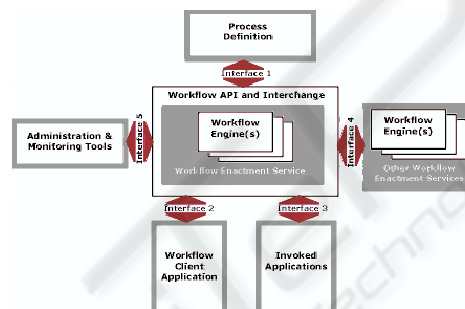 Process
Definition
Interface 1
Workflow API and Interchange
Workflow
Engine(s)
Workflow Enactment Service
Administration &
Monitoring Tools
Interface 5
Interface 4
Workflow
Engine(s)
Other Workflow
Enactment Services
Interface 2
Interface 3
Workflow
Client
Application
Invoked
Applications